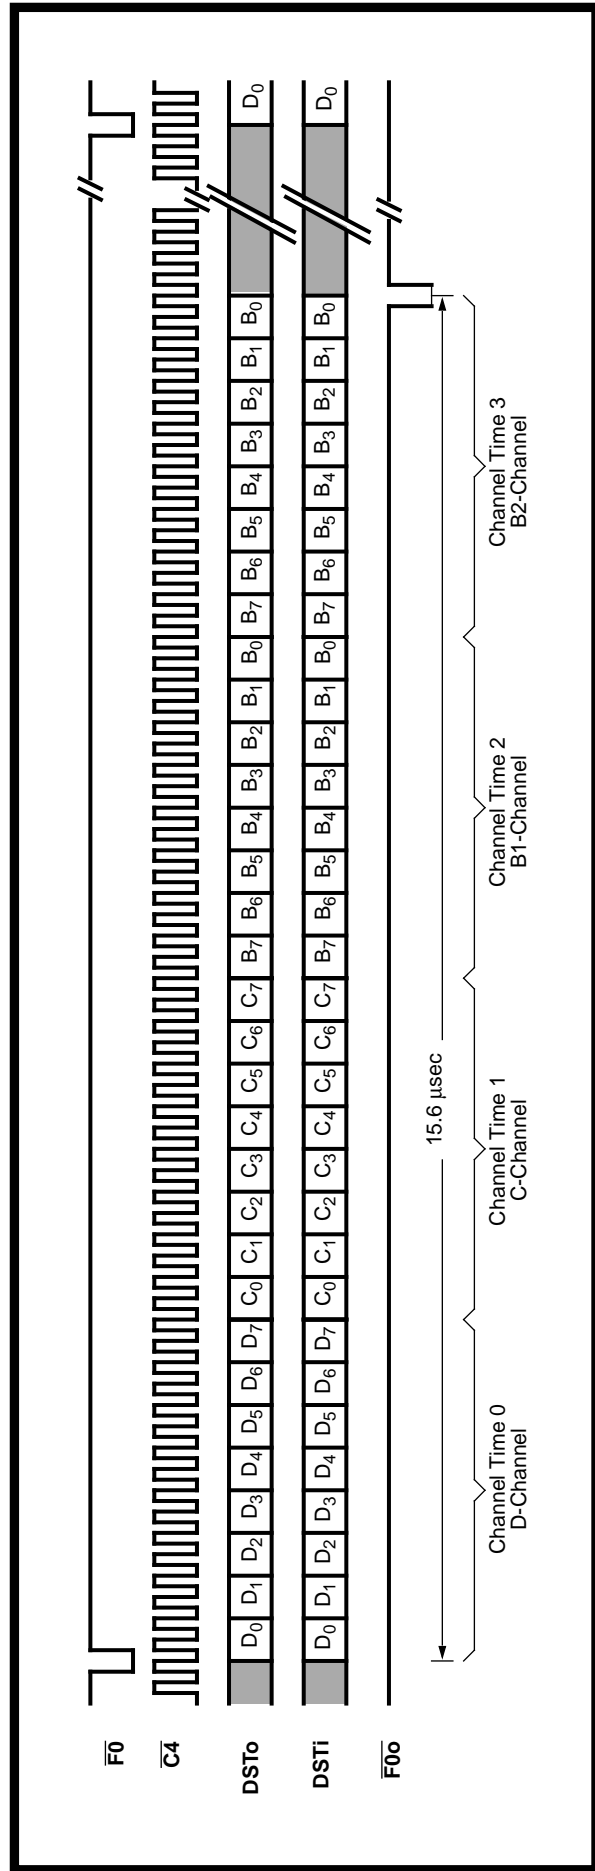 F0
C4
DSTo
D0 D1 D2 D3 D4 D5 D6 D7 C0 C1 C2 C3 C4 C5 C6 C7 B7 B6 B5 B4 B3 B2 B1 B0 B7 B6 B5 B4 B3 B2 B1 B0 D0
DSTi
D0 D1 D2 D3 D4 D5 D6 D7 C0 C1 C2 C3 C4 C5 C6 C7 B7 B6 B5 B4 B3 B2 B1 B0 B7 B6 B5 B4 B3 B2 B1 B0 D0
F0o
15.6 µsec
Channel Time 0
D-Channel
Channel Time 1
C-Channel
Channel Time 2
B1-Channel
Channel Time 3
B2-Channel